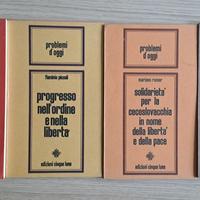 problemi
d'oggi
flaminio piccoli
progresso
nell'ordine
e nella
libertà
edizioni cinque lune
problemi
d'oggi
mariano rumor
solidarietà
per la
cecoslovacchia
in nome
della libertà
e della pace
edizioni cinque lune